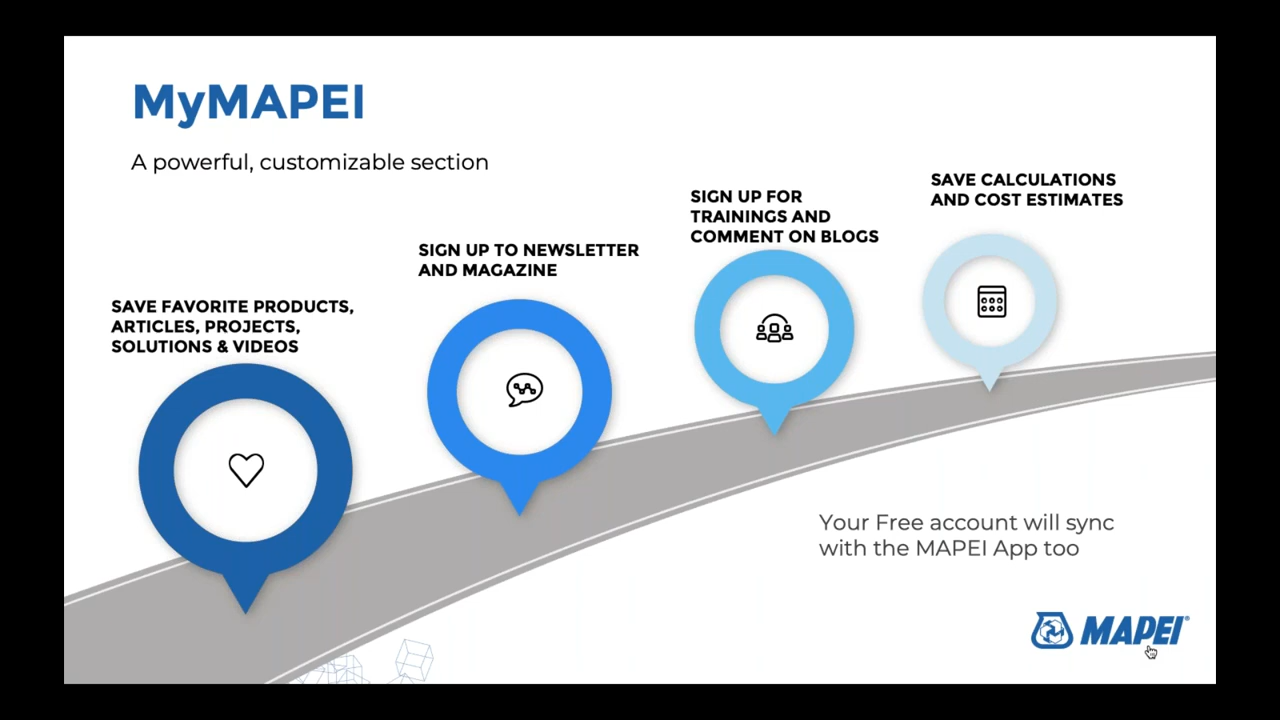 MyMAPEI
A powerful, customizable section
SAVE FAVORITE PRODUCTS,
ARTICLES, PROJECTS,
SOLUTIONS & VIDEOS
SIGN UP TO NEWSLETTER
AND MAGAZINE
SIGN UP FOR
TRAININGS AND
COMMENT ON BLOGS
SAVE CALCULATIONS
AND COST ESTIMATES
Your Free account will sync
with the MAPEI App too
MAPEI®